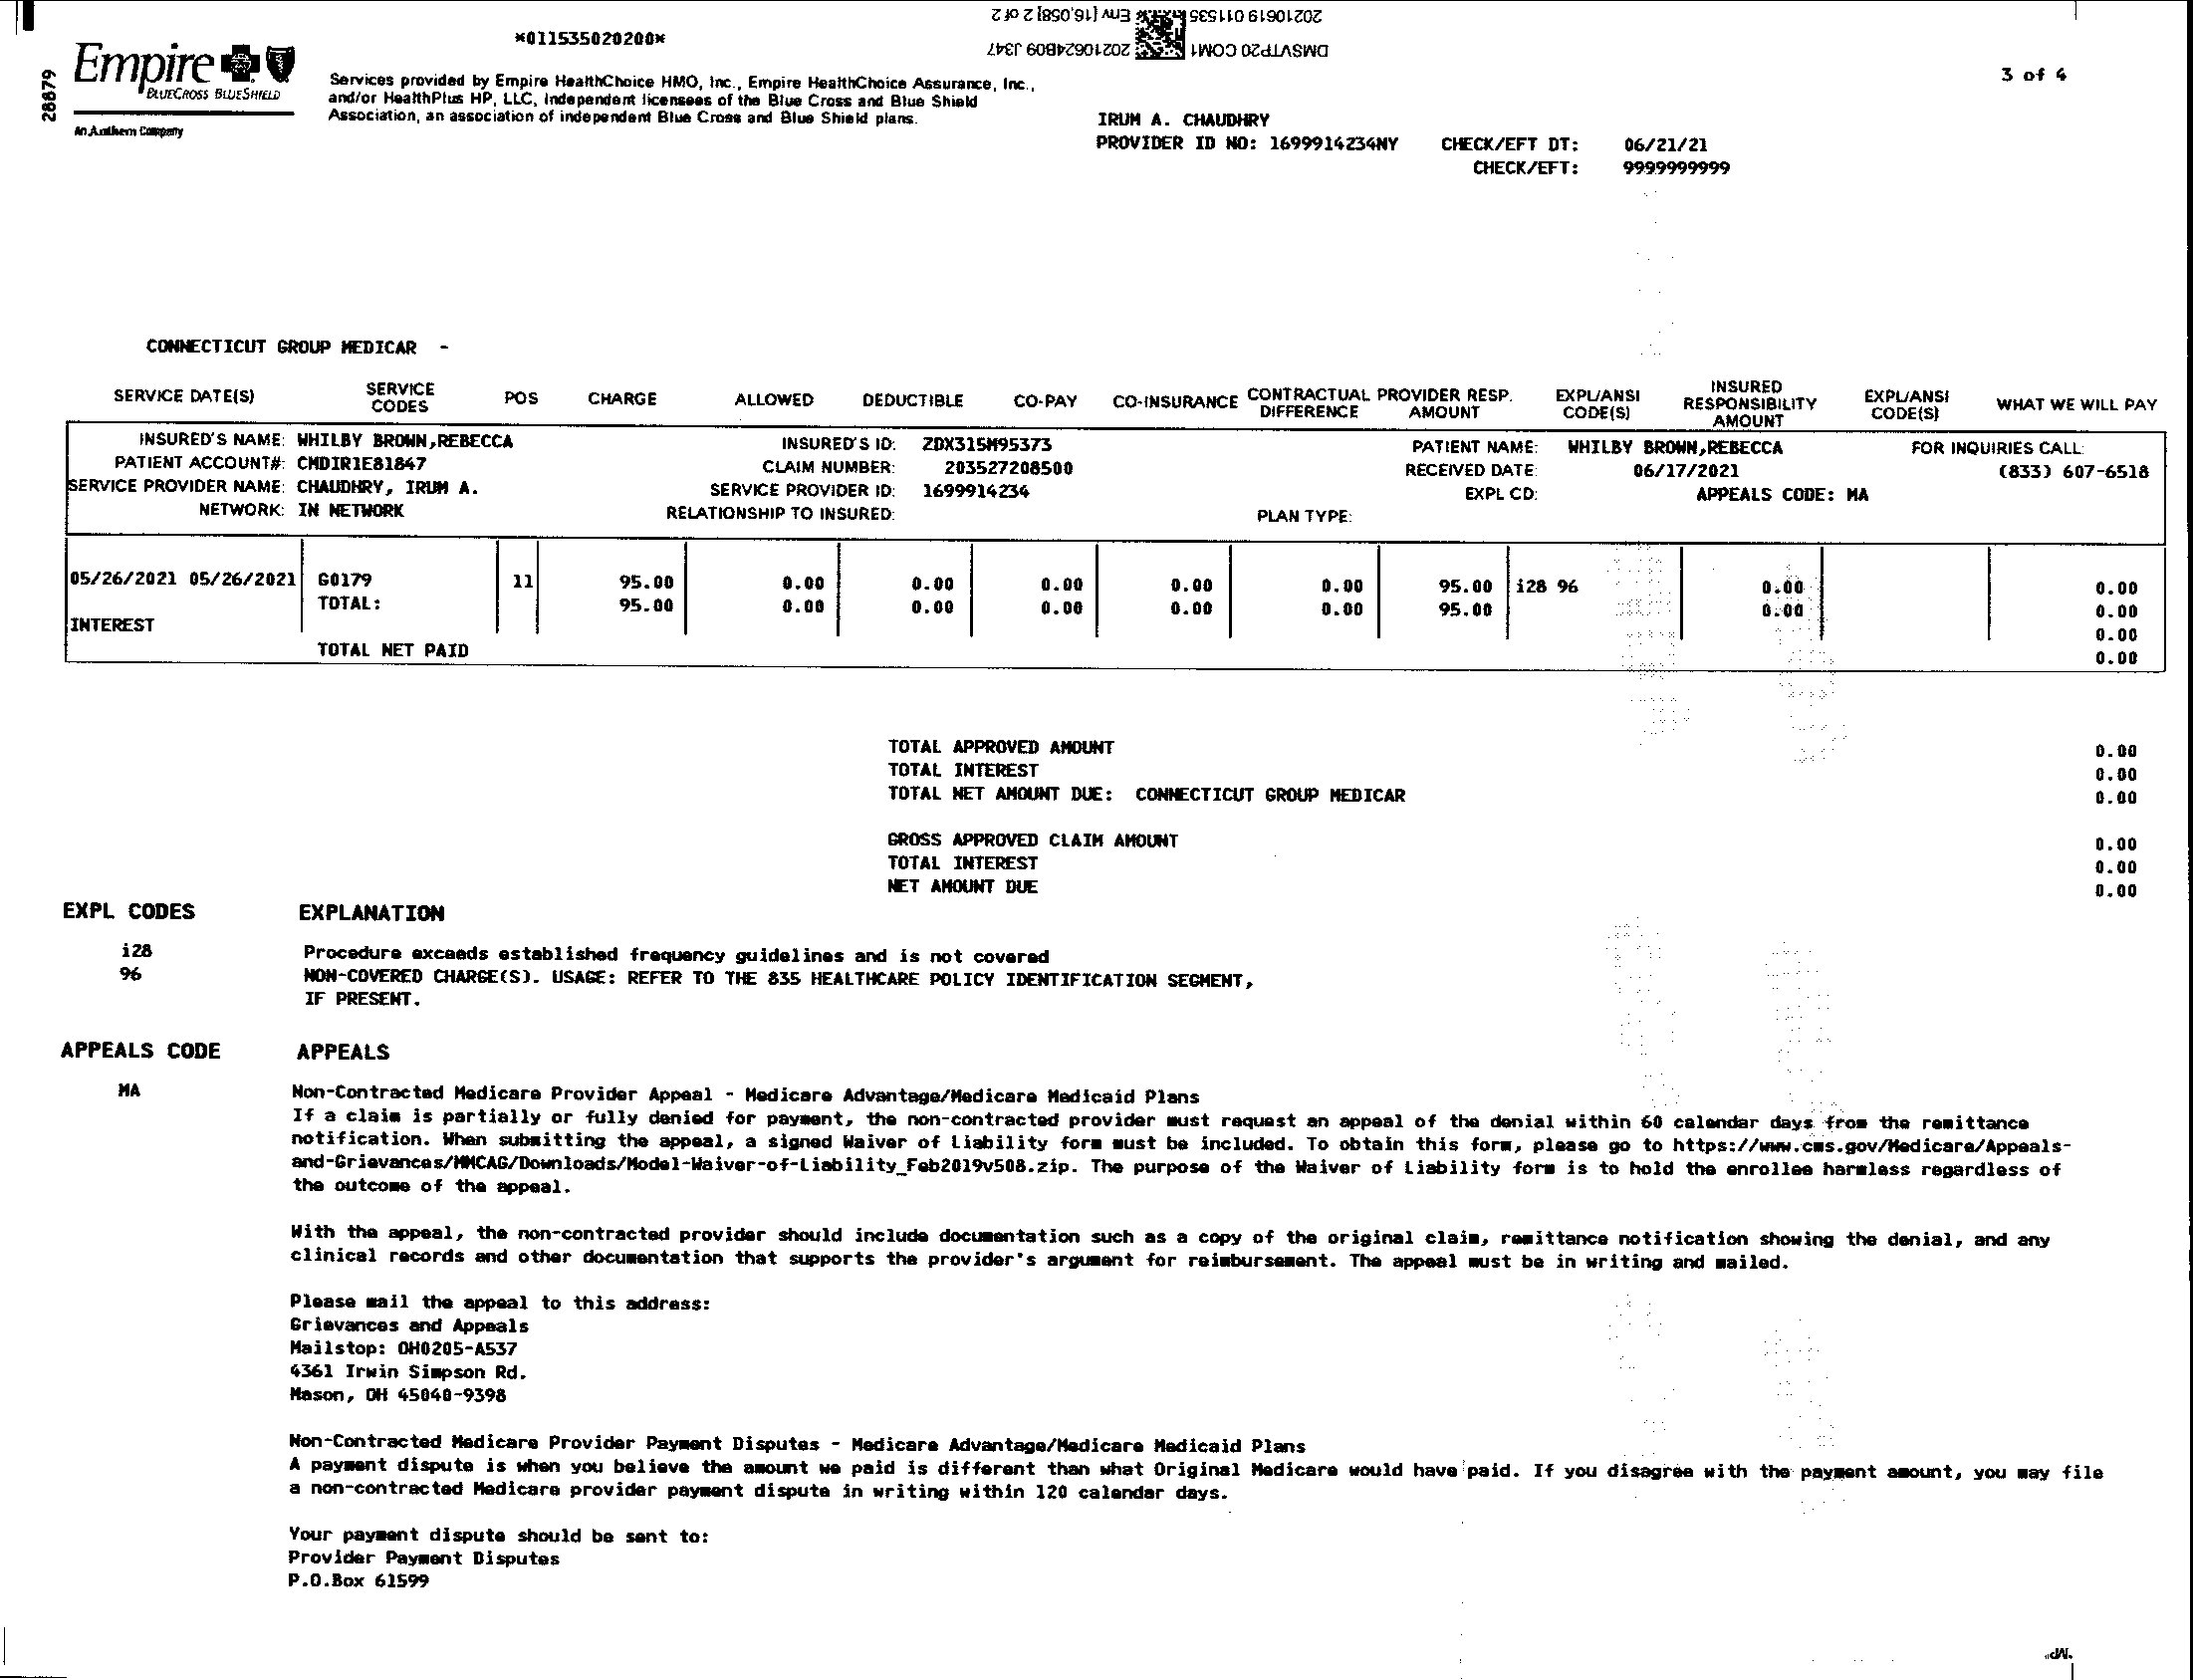 20210619 011535 Env [16,058] 2 of 2
DMSVTP20 COM1 20210624B09 J347
*011535020200*
28879
Empire
BLUECROSS BLUESHIELD
An Anthem Company
Services provided by Empire HealthChoice HMO, Inc., Empire HealthChoice Assurance, Inc.,
and/or HealthPlus HP, LLC, Independent licensees of the Blue Cross and Blue Shield
Association, an association of independent Blue Cross and Blue Shield plans.
3 of 4
IRUM A. CHAUDHRY
PROVIDER ID NO: 1699914234NY CHECK/EFT DT: 06/21/21
CHECK/EFT: 9999999999
CONNECTICUT GROUP MEDICAR -
SERVICE DATE(S) SERVICE CODES POS CHARGE ALLOWED DEDUCTIBLE CO-PAY CO-INSURANCE CONTRACTUAL DIFFERENCE PROVIDER RESP. AMOUNT EXPL/ANSI CODE(S) INSURED RESPONSIBILITY AMOUNT EXPL/ANSI CODE(S) WHAT WE WILL PAY
INSURED'S NAME: WHILBY BROWN,REBECCA INSURED'S ID: ZDX315M95373 PATIENT NAME: WHILBY BROWN,REBECCA FOR INQUIRIES CALL:
PATIENT ACCOUNT#: CMDIR1E81847 CLAIM NUMBER: 203527208500 RECEIVED DATE: 06/17/2021 (833) 607-6518
SERVICE PROVIDER NAME: CHAUDHRY, IRUM A. SERVICE PROVIDER ID: 1699914234 EXPL CD: APPEALS CODE: MA
NETWORK: IN NETWORK RELATIONSHIP TO INSURED: PLAN TYPE:
05/26/2021 05/26/2021 G0179 11 95.00 0.00 0.00 0.00 0.00 0.00 95.00 i28 96 0.00 0.00
TOTAL: 95.00 0.00 0.00 0.00 0.00 0.00 95.00 0.00 0.00
INTEREST 0.00
TOTAL NET PAID 0.00
TOTAL APPROVED AMOUNT 0.00
TOTAL INTEREST 0.00
TOTAL NET AMOUNT DUE: CONNECTICUT GROUP MEDICAR 0.00
GROSS APPROVED CLAIM AMOUNT 0.00
TOTAL INTEREST 0.00
NET AMOUNT DUE 0.00
EXPL CODES EXPLANATION
i28 Procedure exceeds established frequency guidelines and is not covered
96 NON-COVERED CHARGE(S). USAGE: REFER TO THE 835 HEALTHCARE POLICY IDENTIFICATION SEGMENT,
IF PRESENT.
APPEALS CODE APPEALS
MA Non-Contracted Medicare Provider Appeal - Medicare Advantage/Medicare Medicaid Plans
If a claim is partially or fully denied for payment, the non-contracted provider must request an appeal of the denial within 60 calendar days from the remittance
notification. When submitting the appeal, a signed Waiver of Liability form must be included. To obtain this form, please go to https://www.cms.gov/Medicare/Appeals-
and-Grievances/MMCAG/Downloads/Model-Waiver-of-Liability_Feb2019v508.zip. The purpose of the Waiver of Liability form is to hold the enrollee harmless regardless of
the outcome of the appeal.
With the appeal, the non-contracted provider should include documentation such as a copy of the original claim, remittance notification showing the denial, and any
clinical records and other documentation that supports the provider's argument for reimbursement. The appeal must be in writing and mailed.
Please mail the appeal to this address:
Grievances and Appeals
Mailstop: OH0205-A537
4361 Irwin Simpson Rd.
Mason, OH 45040-9398
Non-Contracted Medicare Provider Payment Disputes - Medicare Advantage/Medicare Medicaid Plans
A payment dispute is when you believe the amount we paid is different than what Original Medicare would have paid. If you disagree with the payment amount, you may file
a non-contracted Medicare provider payment dispute in writing within 120 calendar days.
Your payment dispute should be sent to:
Provider Payment Disputes
P.O.Box 61599